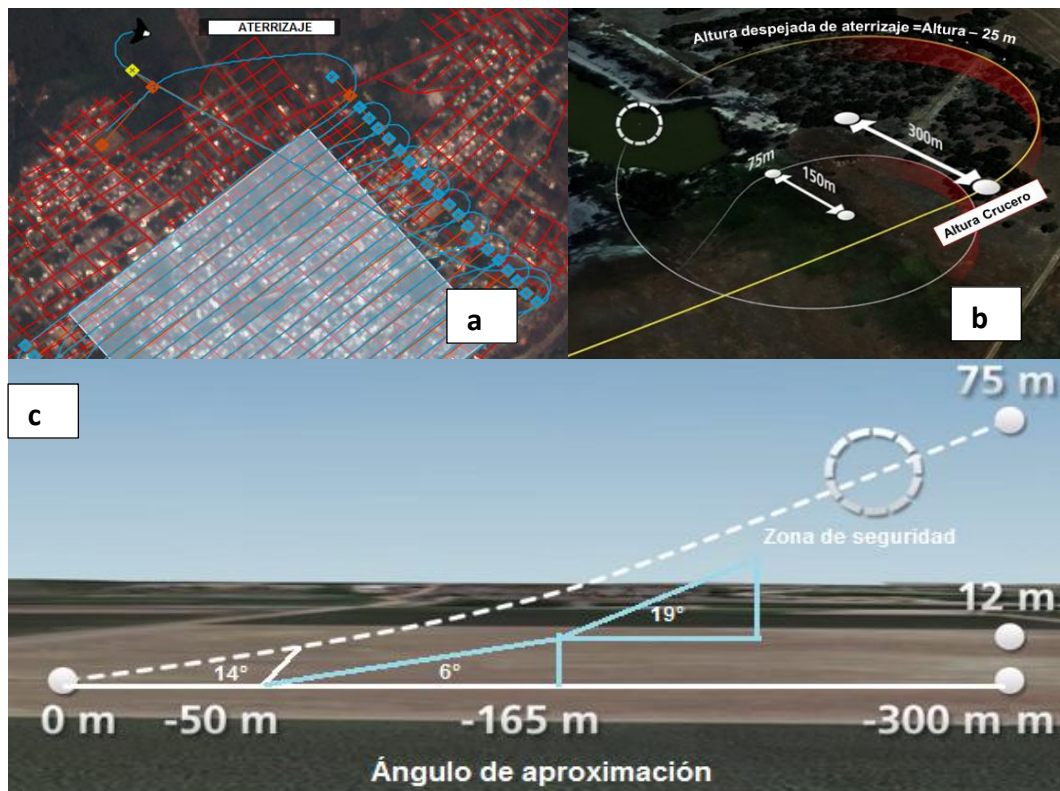 ATERRIZAJE
a
Altura despejada de aterrizaje =Altura – 25 m
300m
75m
150m
Altura Crucero
b
c
75 m
Zona de seguridad
12 m
19°
14°
6°
0 m
-50 m
-165 m
-300 m m
Ángulo de aproximación